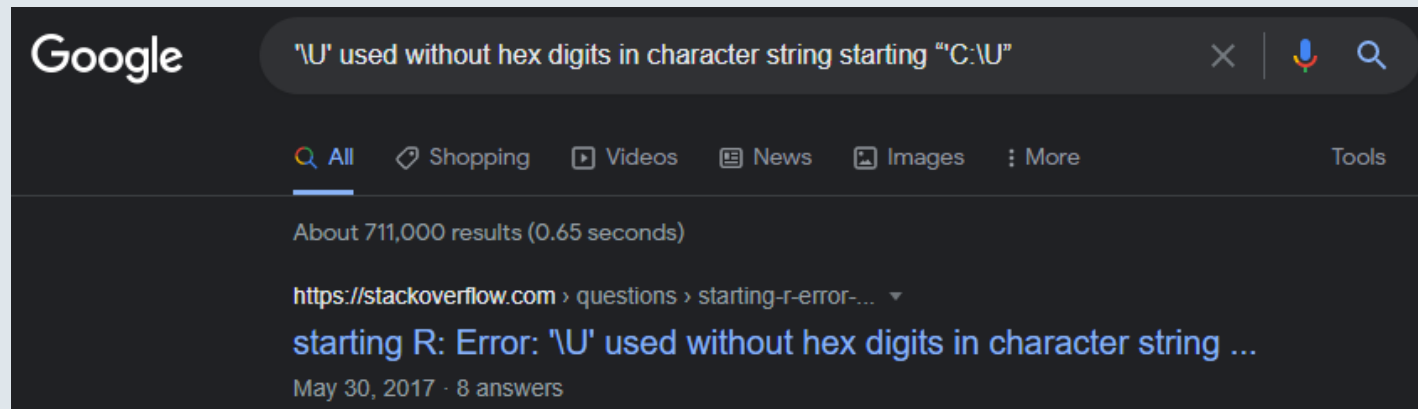 Google
'\U' used without hex digits in character string starting “'C:\U”
All Shopping Videos News Images More Tools
About 711,000 results (0.65 seconds)
https://stackoverflow.com › questions › starting-r-error-...
starting R: Error: '\U' used without hex digits in character string ...
May 30, 2017 · 8 answers